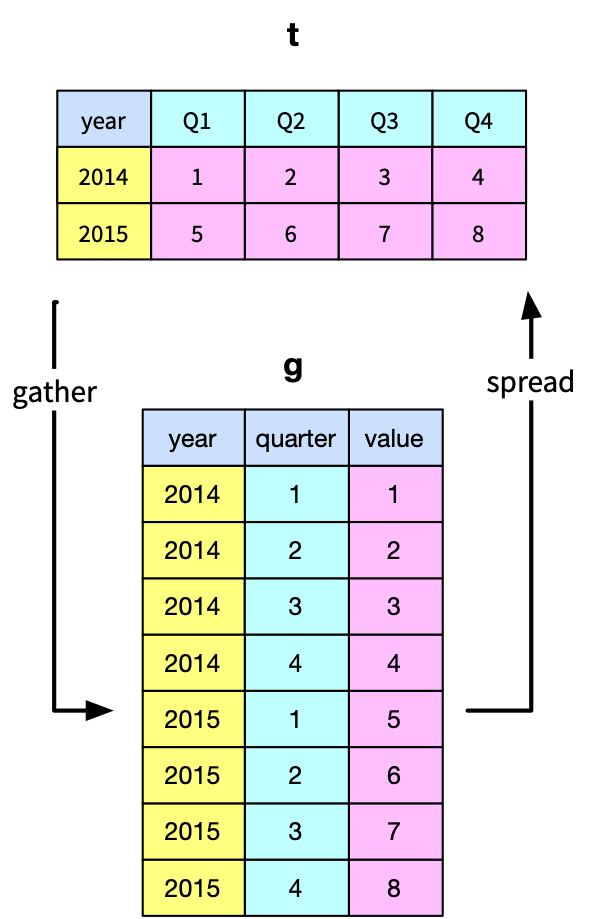 t
year Q1 Q2 Q3 Q4
2014 1 2 3 4
2015 5 6 7 8
gather
spread
g
year quarter value
2014 1 1
2014 2 2
2014 3 3
2014 4 4
2015 1 5
2015 2 6
2015 3 7
2015 4 8